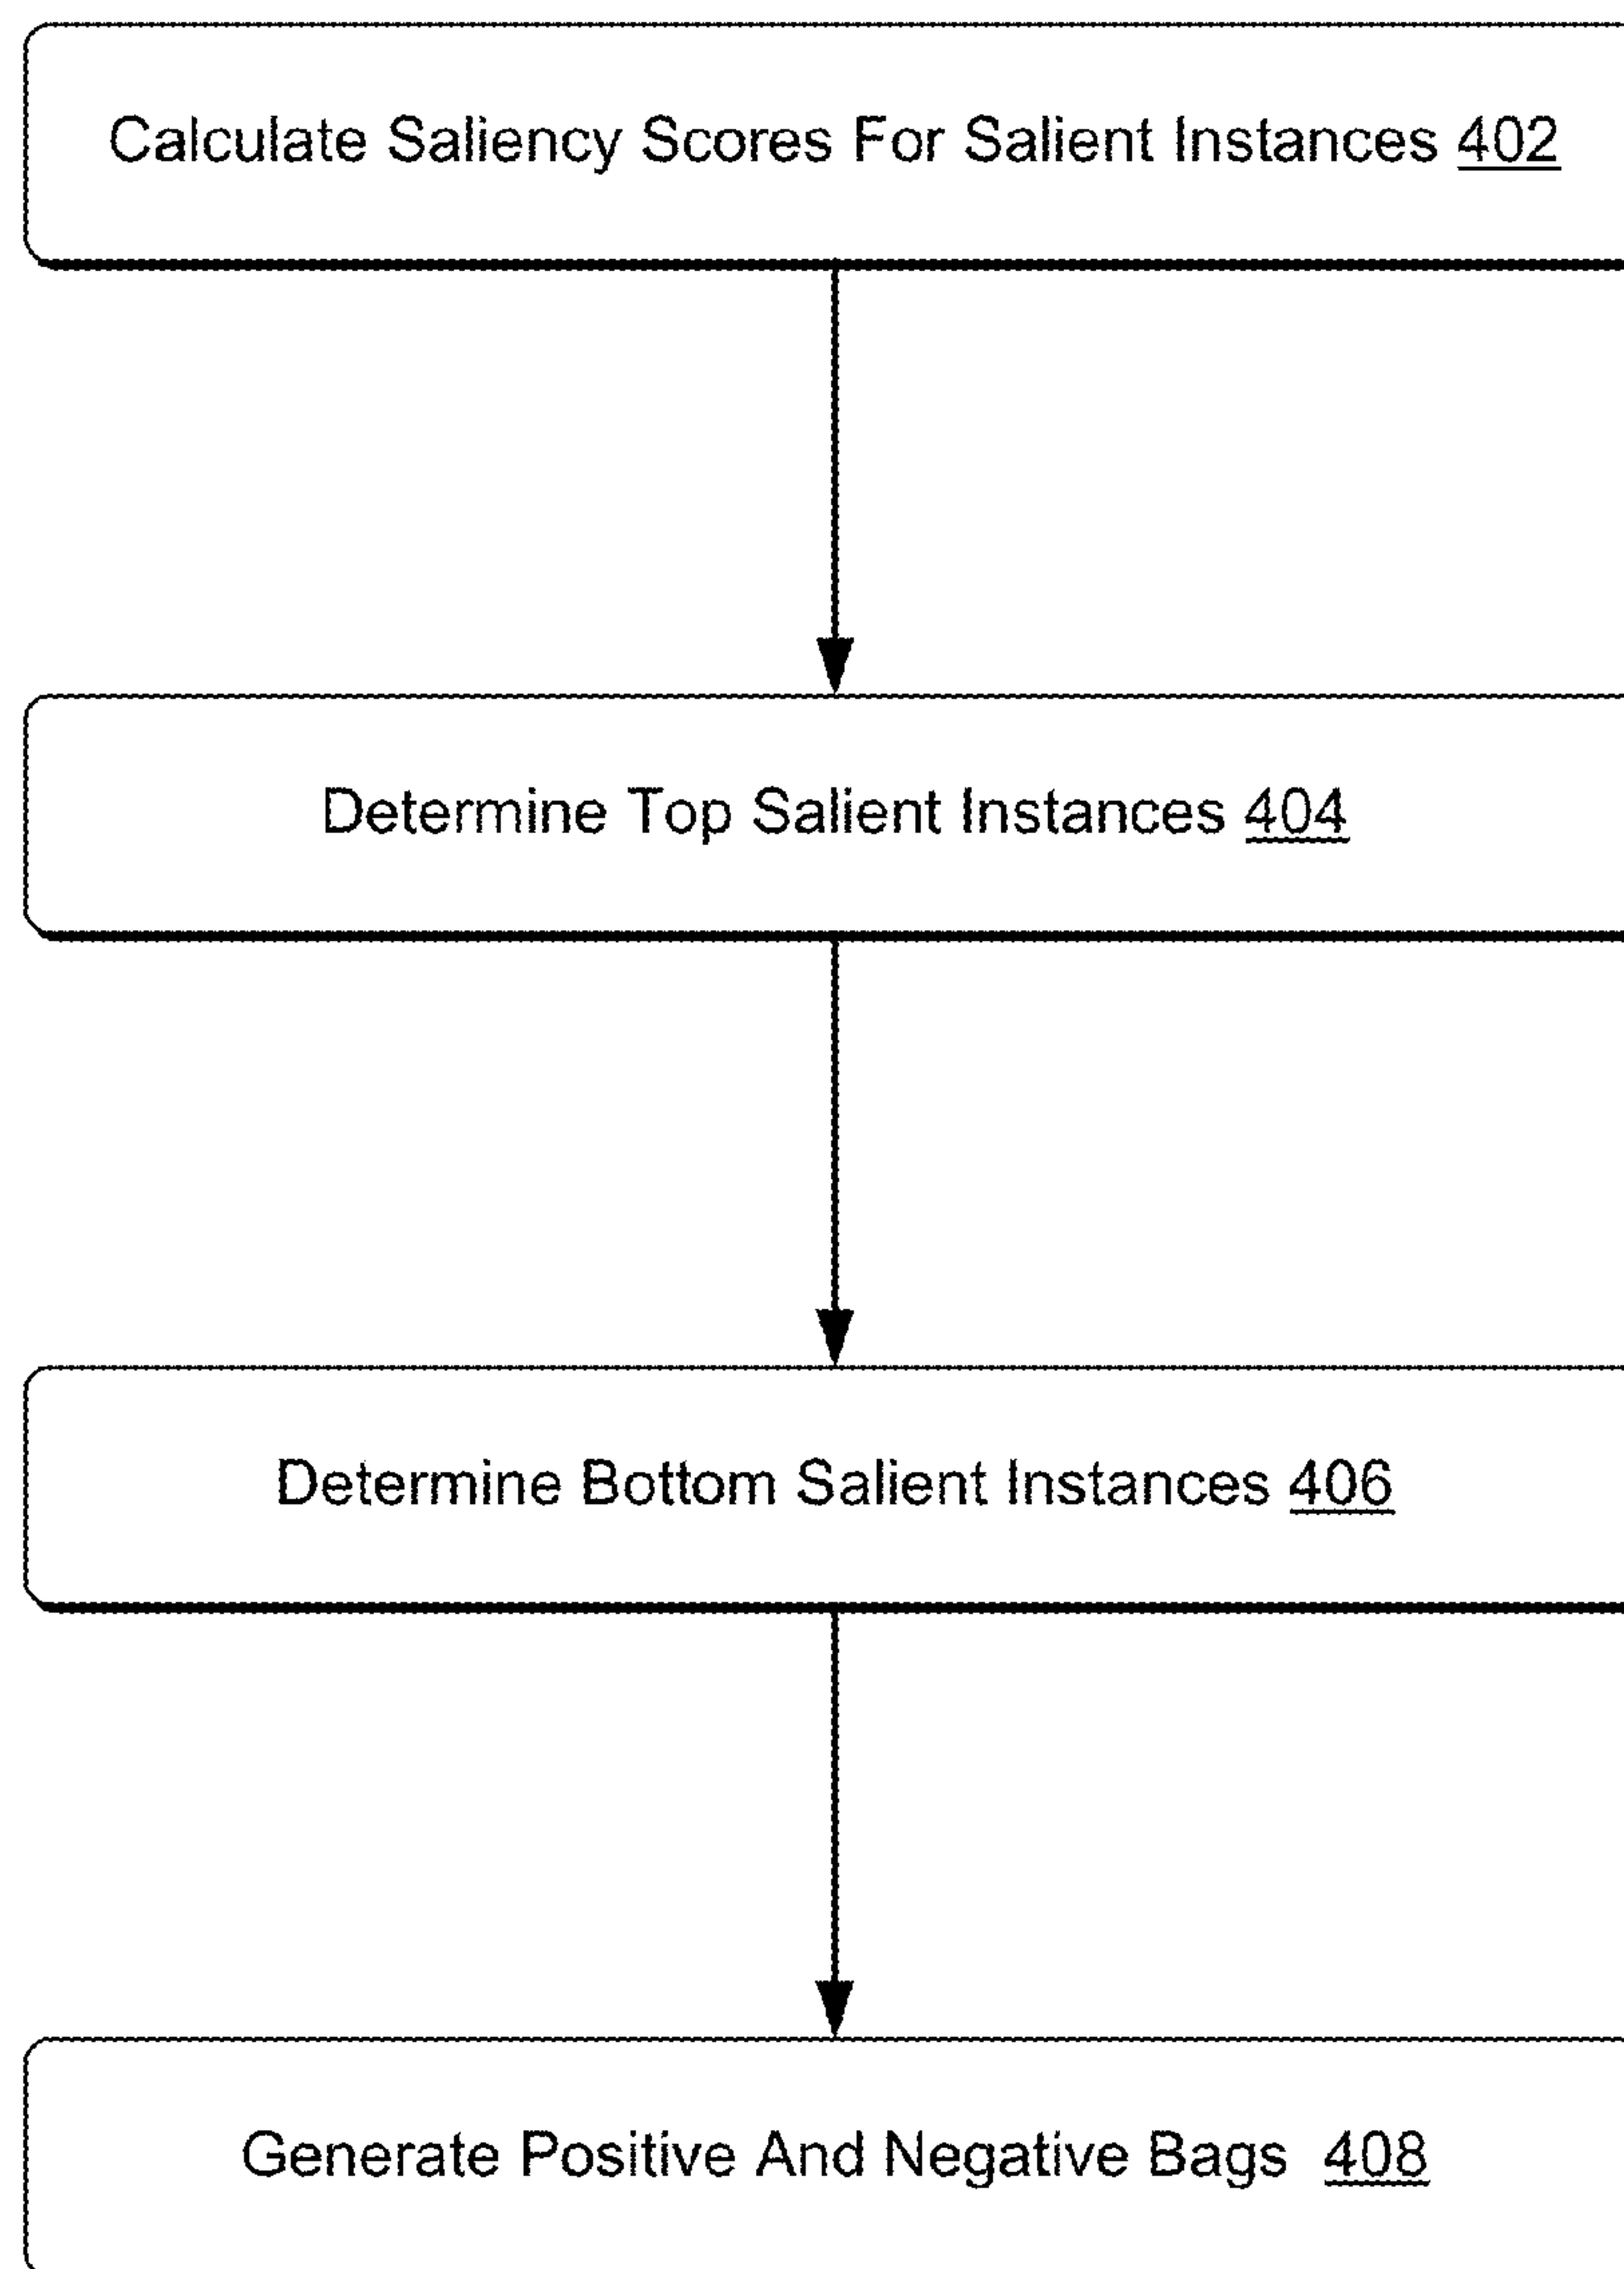 Calculate Saliency Scores For Salient Instances 402
Determine Top Salient Instances 404
Determine Bottom Salient Instances 406
Generate Positive And Negative Bags 408